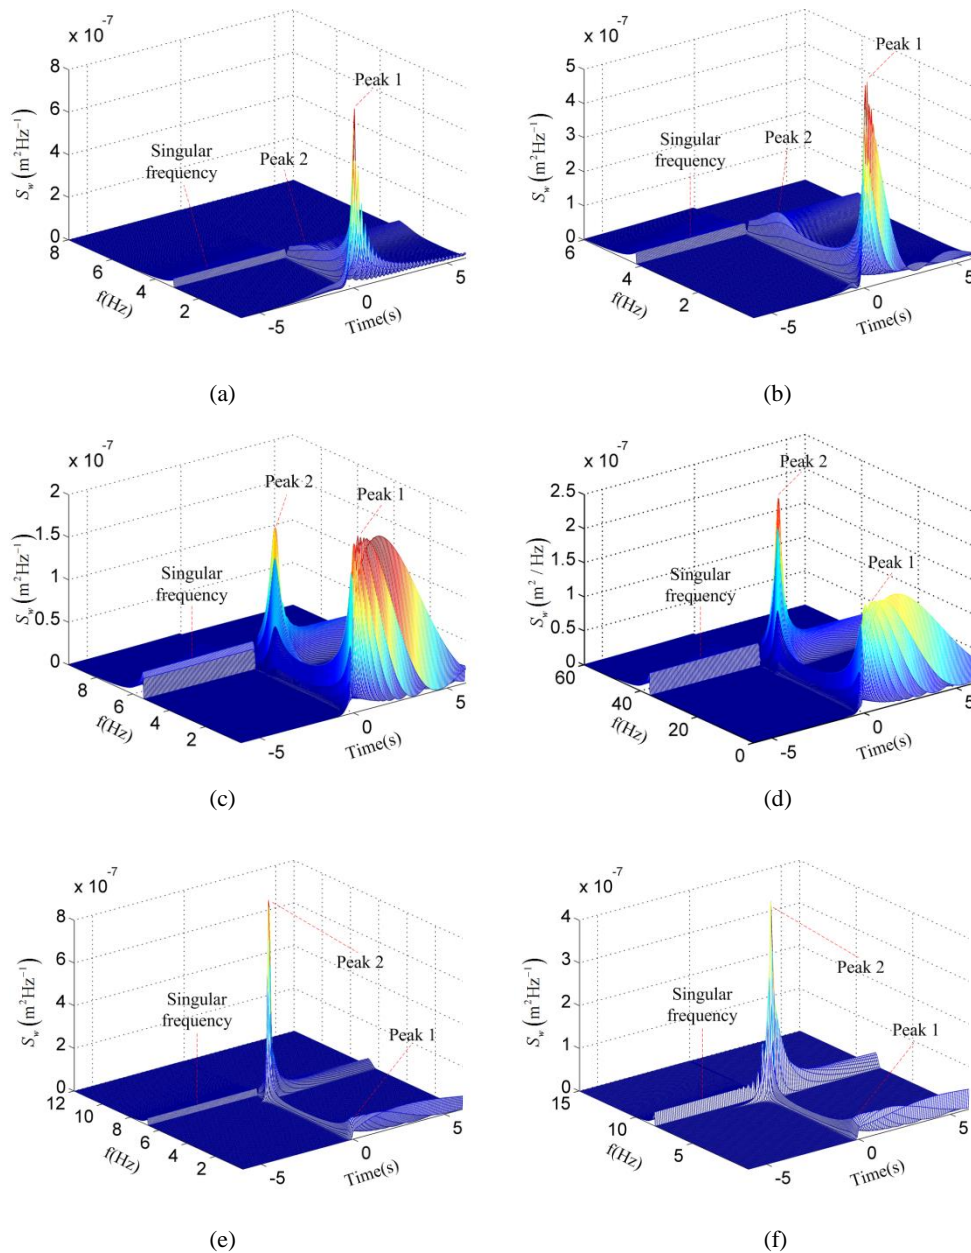 x 10⁻⁷
8
6
4
2
0
S_w (m²Hz⁻¹)
Peak 1
Singular
frequency
Peak 2
8
6
4
2
f(Hz)
-5
0
5
Time(s)
(a)
x 10⁻⁷
5
4
3
2
1
0
S_w (m²Hz⁻¹)
Peak 1
Singular
frequency
Peak 2
6
4
2
f(Hz)
-5
0
5
Time(s)
(b)
x 10⁻⁷
2
1.5
1
0.5
0
S_w (m²Hz⁻¹)
Peak 2
Peak 1
Singular
frequency
8
6
4
2
f(Hz)
-5
0
5
Time(s)
(c)
x 10⁻⁷
2.5
2
1.5
1
0.5
0
S_w (m² / Hz)
Peak 2
Peak 1
Singular
frequency
60
40
20
0
f(Hz)
-5
0
5
Time(s)
(d)
x 10⁻⁷
8
6
4
2
0
S_w (m²Hz⁻¹)
Peak 2
Singular
frequency
Peak 1
12
10
8
6
4
2
f(Hz)
-5
0
5
Time(s)
(e)
x 10⁻⁷
4
3
2
1
0
S_w (m²Hz⁻¹)
Peak 2
Singular
frequency
Peak 1
15
10
5
f(Hz)
-5
0
5
Time(s)
(f)